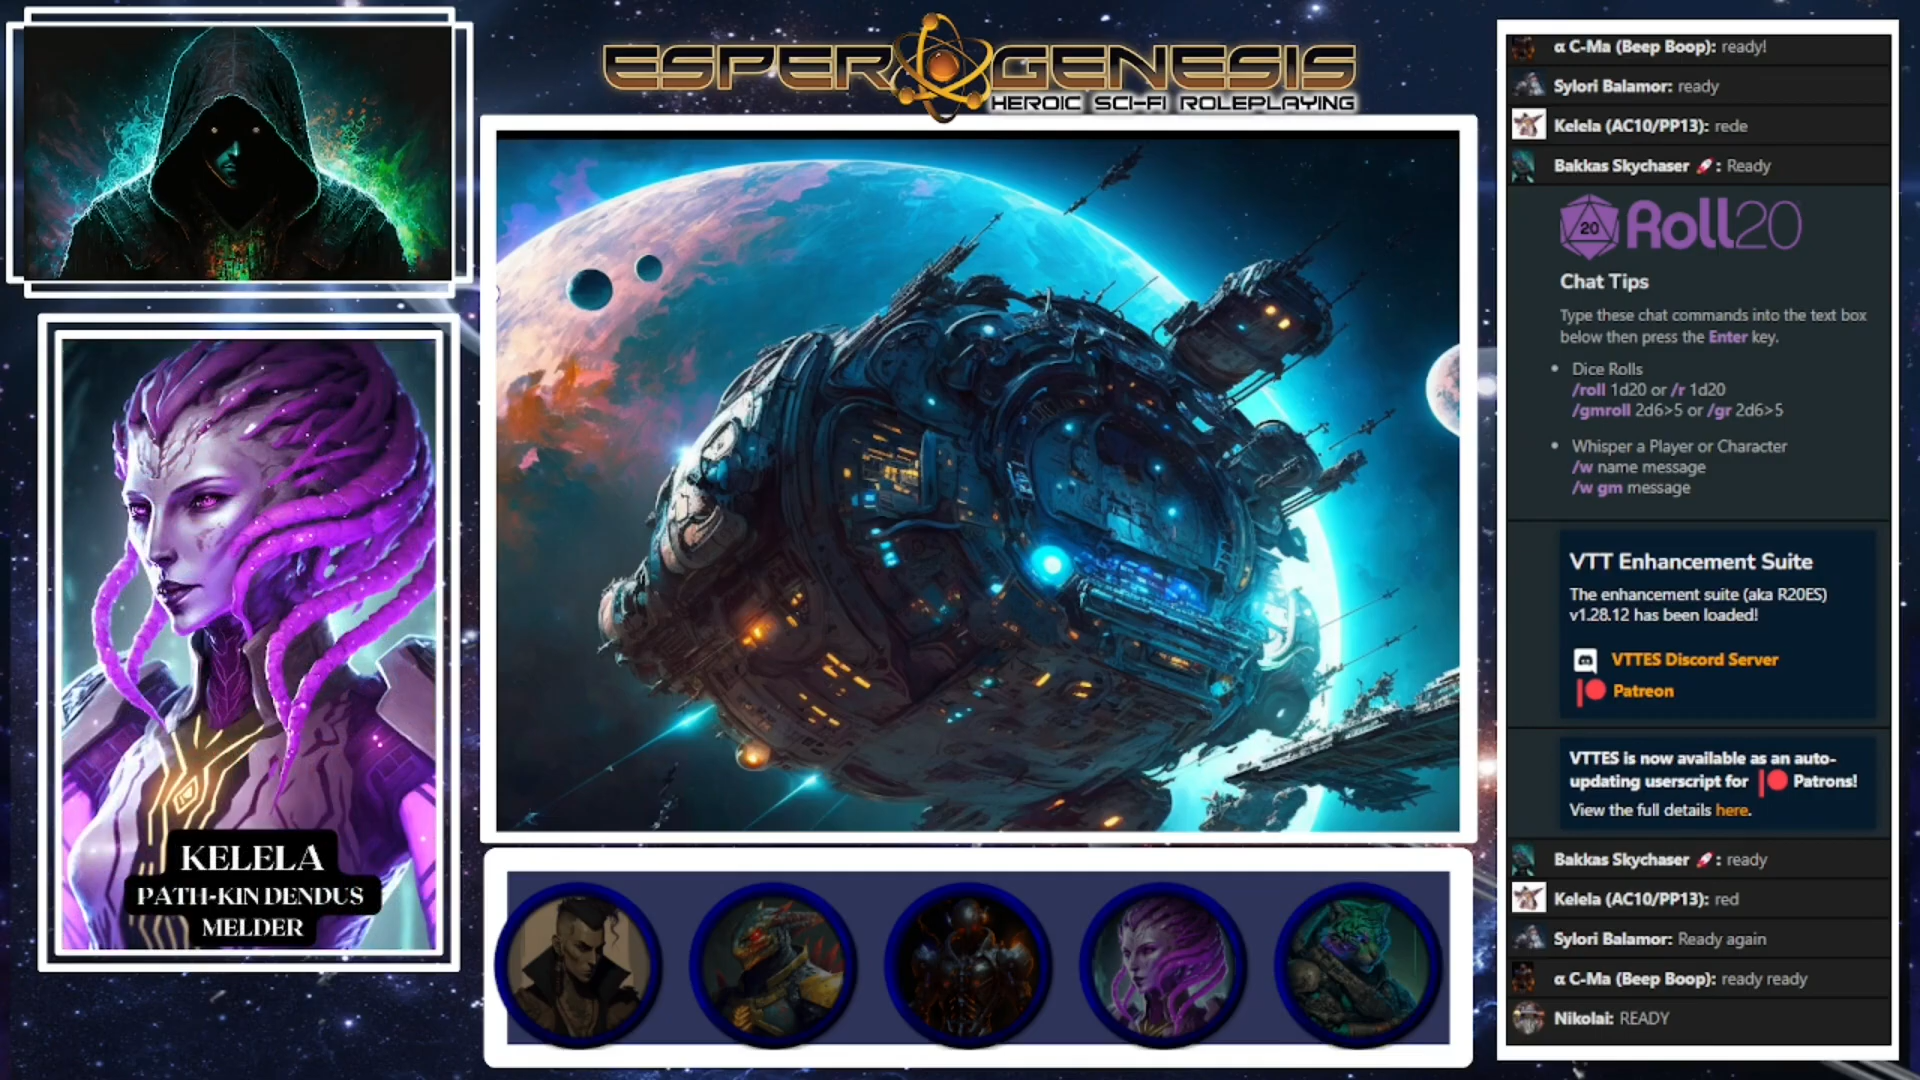 ESPER GENESIS
HEROIC SCI-FI ROLEPLAYING
KELELA
PATH-KIN DENDUS
MELDER
α C-Ma (Beep Boop): ready!
Sylori Balamor: ready
Kelela (AC10/PP13): rede
Bakkas Skychaser 🚀 : Ready
20 Roll20
Chat Tips
Type these chat commands into the text box
below then press the Enter key.
• Dice Rolls
/roll 1d20 or /r 1d20
/gmroll 2d6>5 or /gr 2d6>5
• Whisper a Player or Character
/w name message
/w gm message
VTT Enhancement Suite
The enhancement suite (aka R20ES)
v1.28.12 has been loaded!
VTTES Discord Server
Patreon
VTTES is now available as an auto-
updating userscript for Patrons!
View the full details here.
Bakkas Skychaser 🚀 : ready
Kelela (AC10/PP13): red
Sylori Balamor: Ready again
α C-Ma (Beep Boop): ready ready
Nikolai: READY